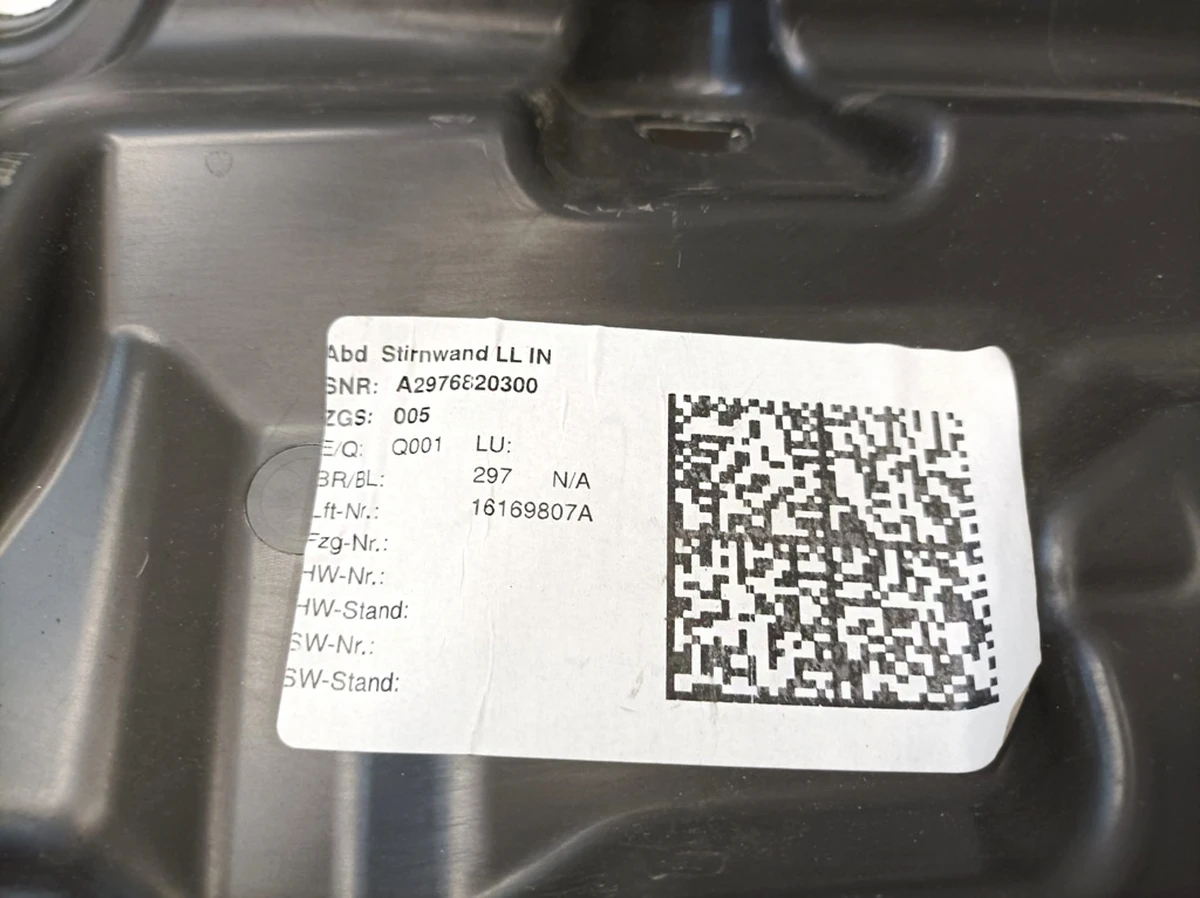 Abd Stirnwand LL IN
SNR: A2976820300
ZGS: 005
E/Q: Q001 LU:
BR/BL: 297 N/A
Lft-Nr.: 16169807A
Fzg-Nr.:
HW-Nr.:
HW-Stand:
SW-Nr.:
SW-Stand: